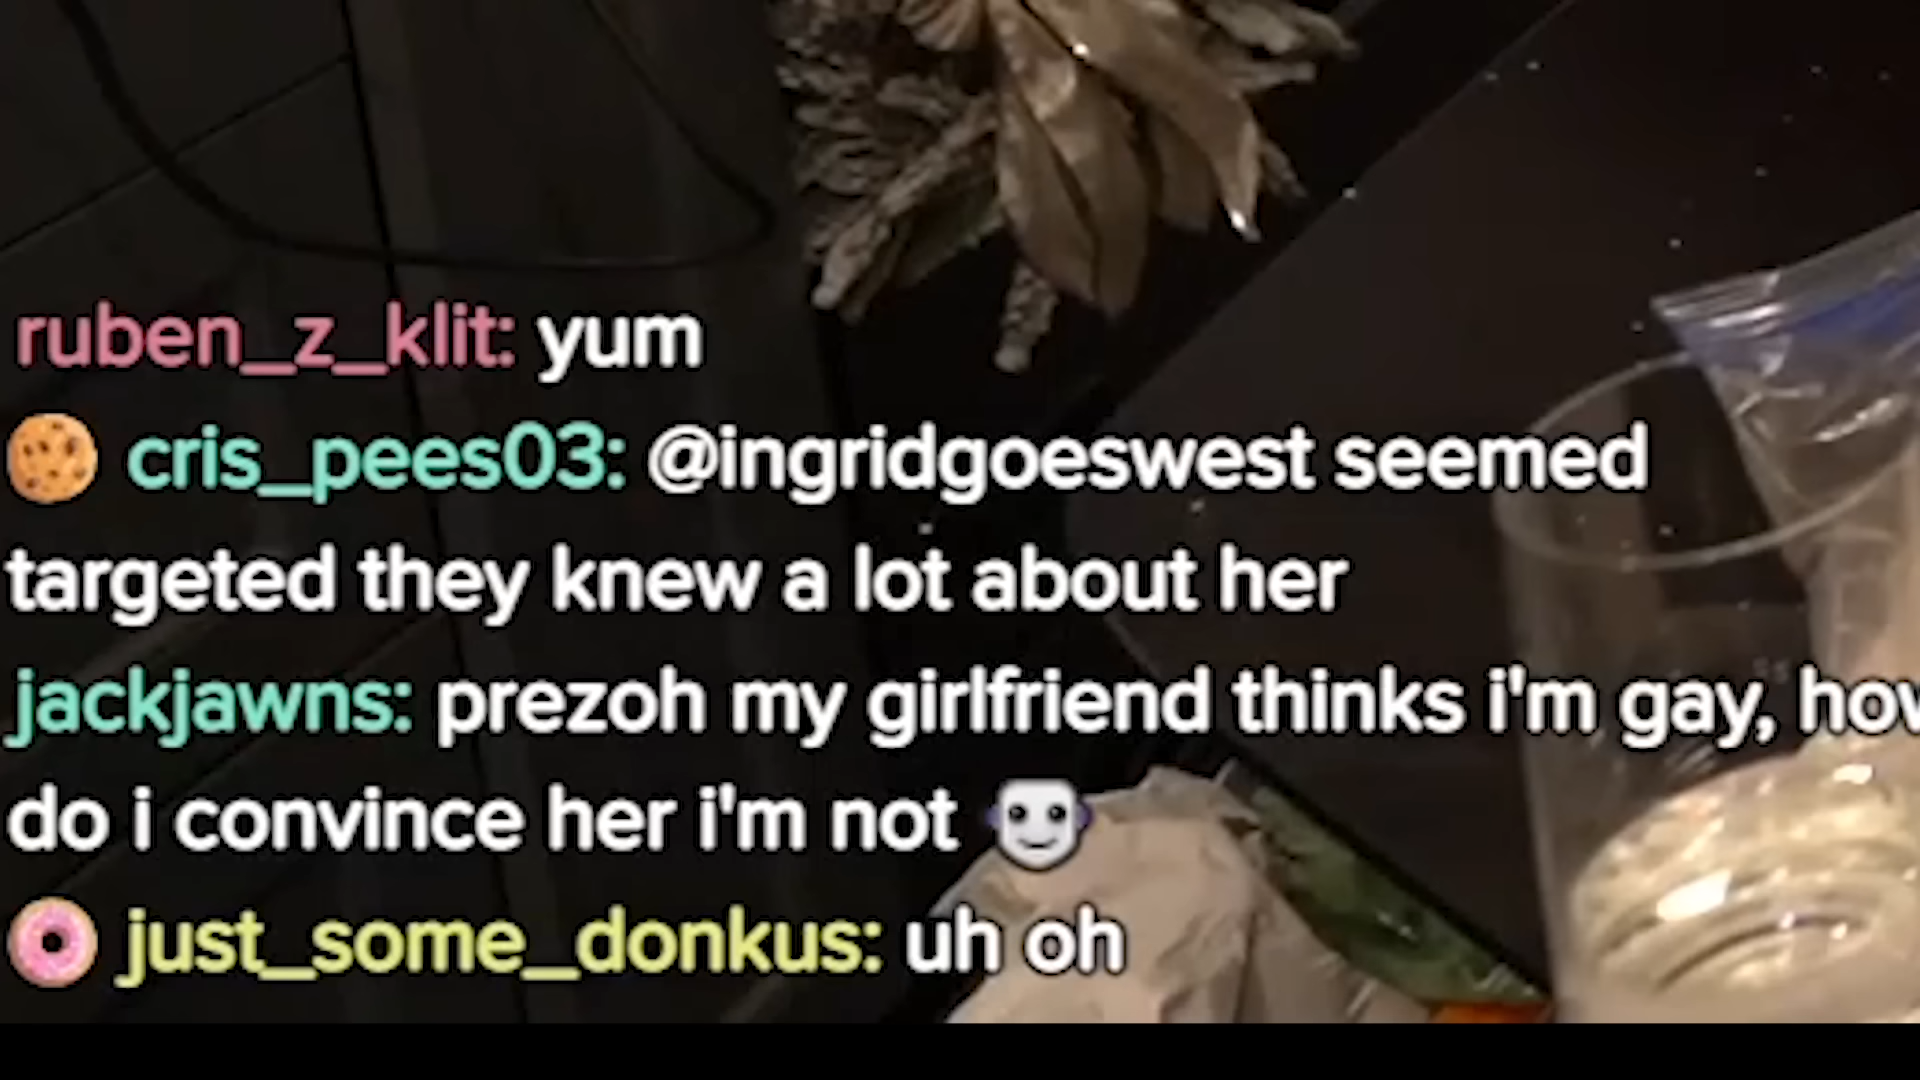 ruben_z_klit: yum
cris_pees03: @ingridgoeswest seemed
targeted they knew a lot about her
jackjawns: prezoh my girlfriend thinks i'm gay, how
do i convince her i'm not
just_some_donkus: uh oh